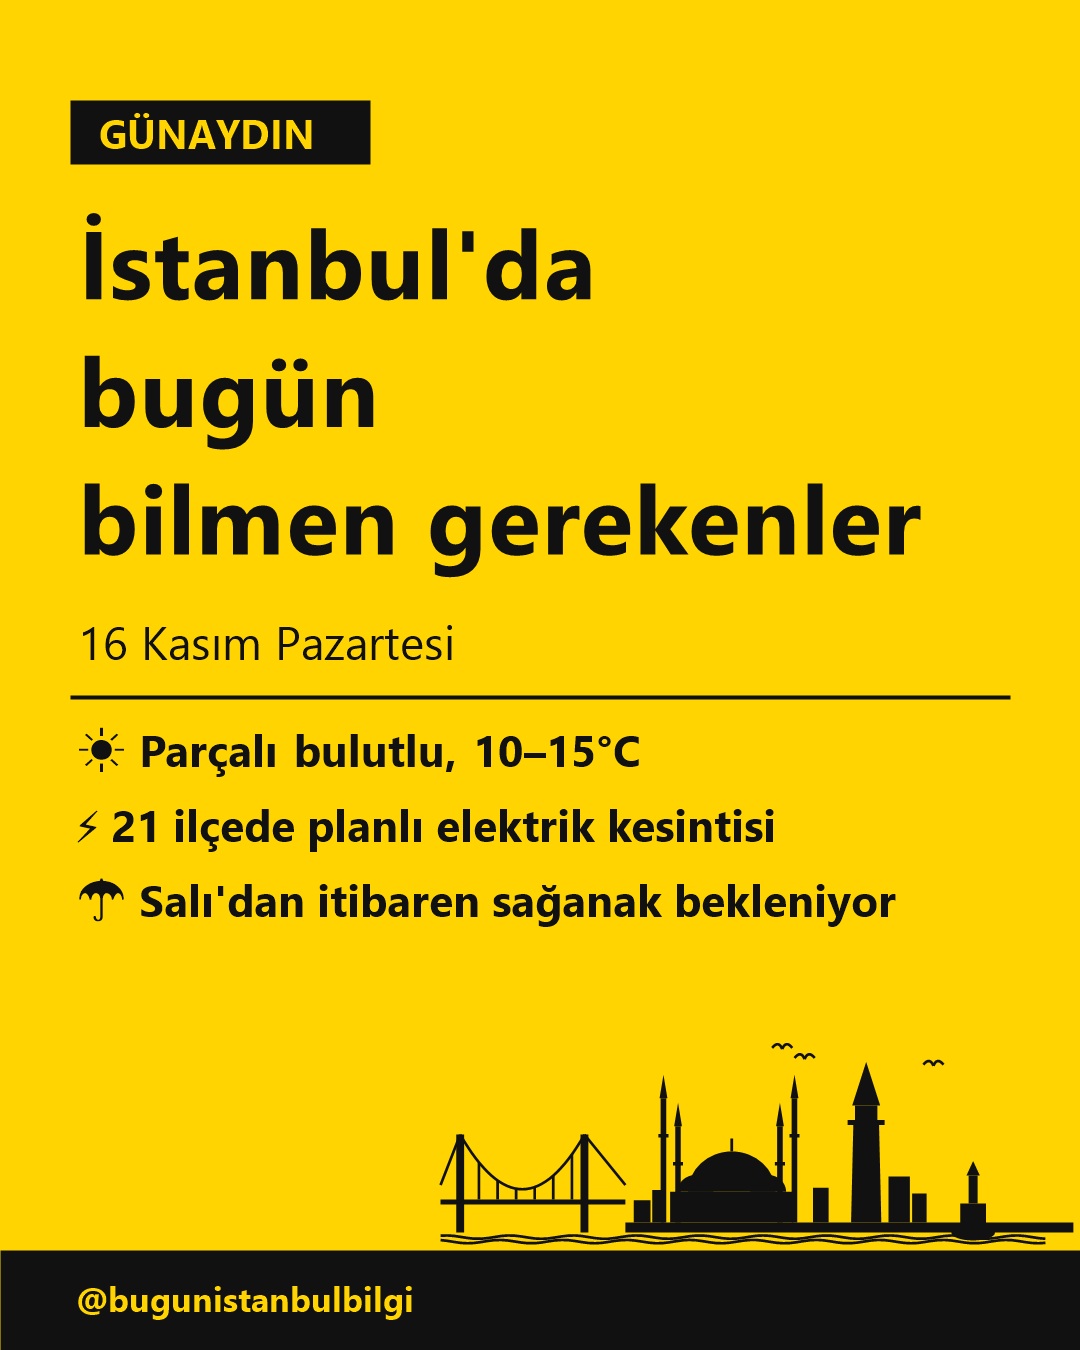 GÜNAYDIN
İstanbul'da
bugün
bilmen gerekenler
16 Kasım Pazartesi
☀ Parçalı bulutlu, 10–15°C
⚡ 21 ilçede planlı elektrik kesintisi
☂ Salı'dan itibaren sağanak bekleniyor
@bugunistanbulbilgi